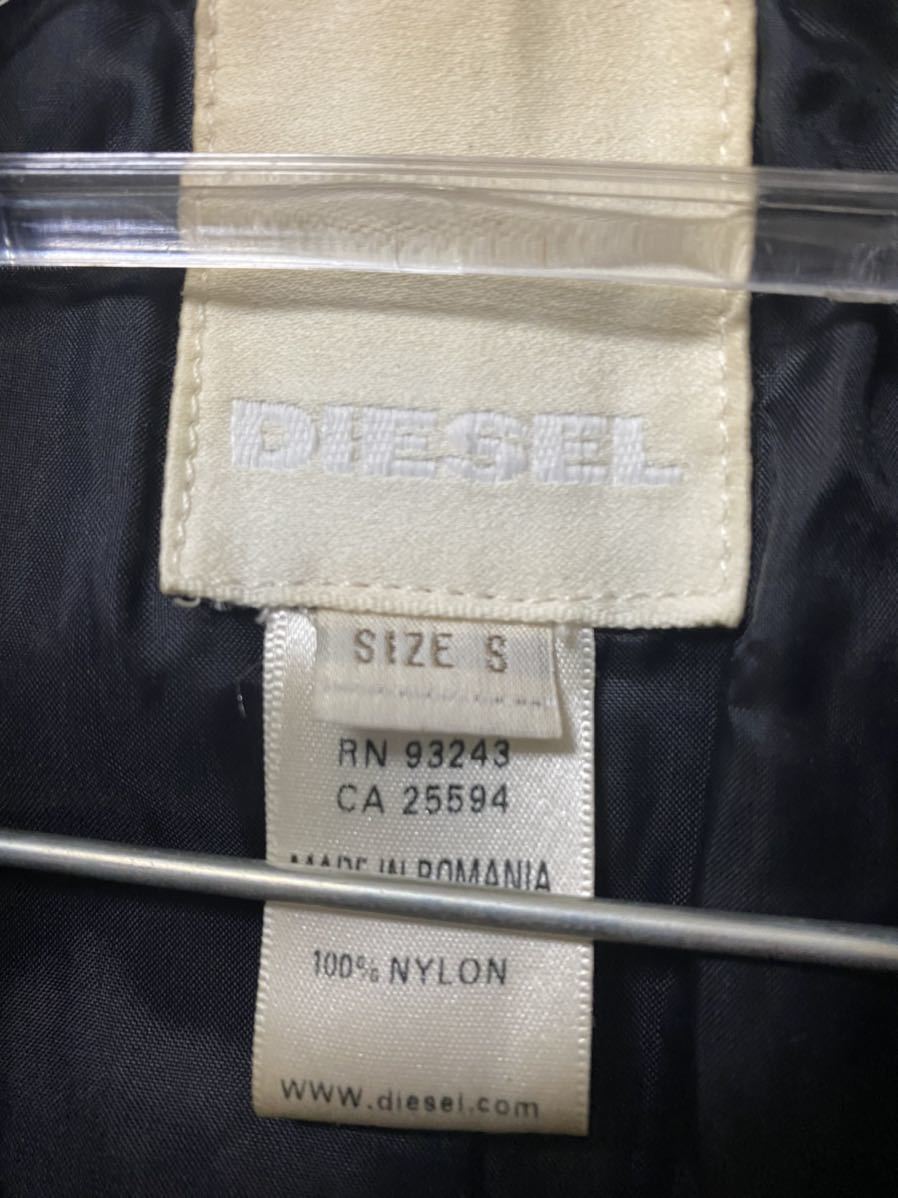 DIESEL
SIZE S
RN 93243
CA 25594
MADE IN ROMANIA
100% NYLON
www.diesel.com